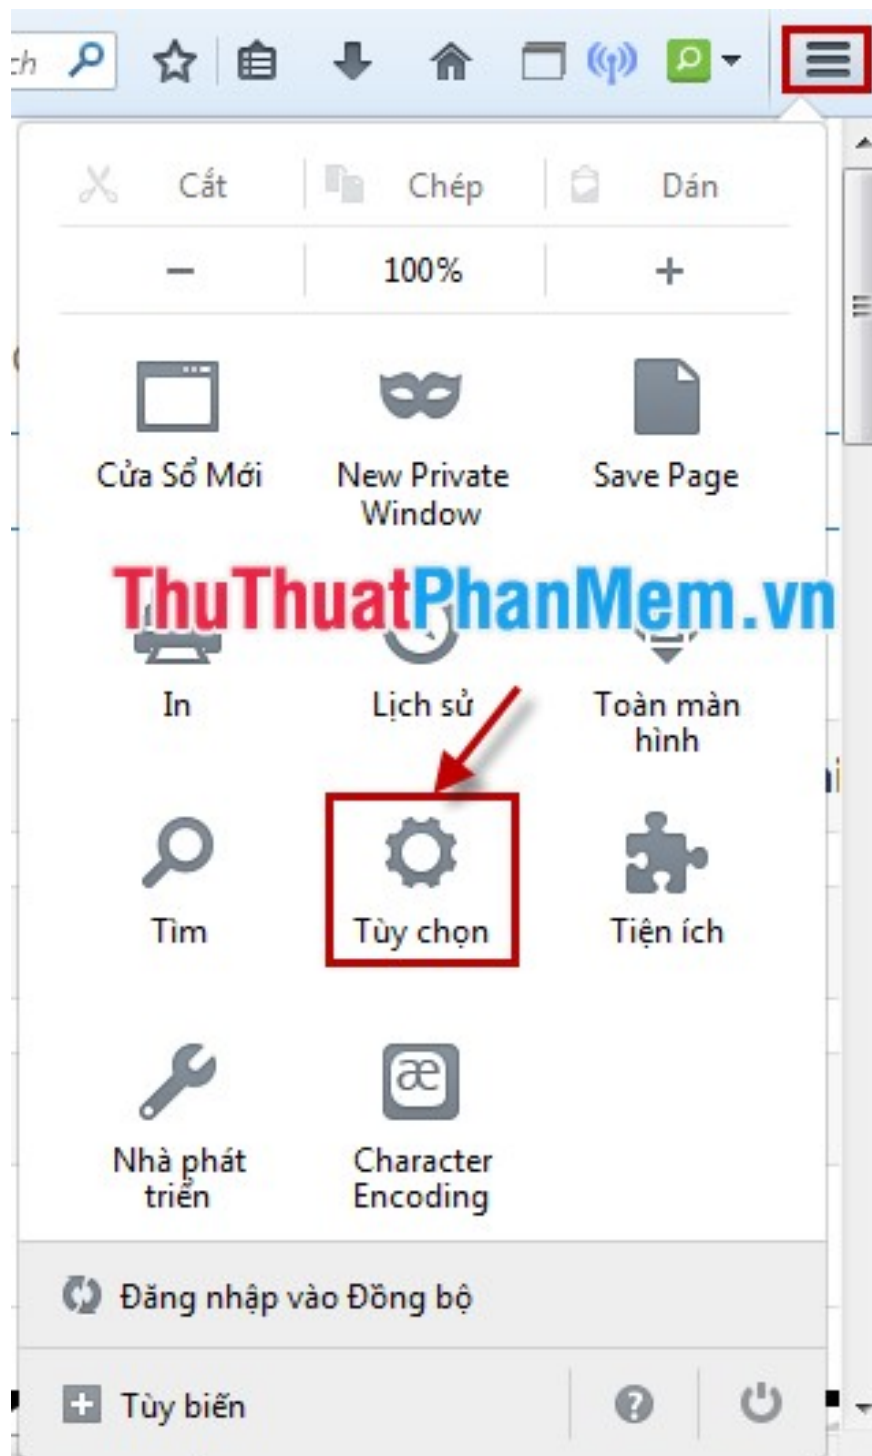 ch
Cắt Chép Dán
100%
Cửa Sổ Mới New Private Save Page
Window
ThuThuatPhanMem.vn
In Lịch sử Toàn màn
hình
Tìm Tùy chọn Tiện ích
æ
Nhà phát Character
triển Encoding
Đăng nhập vào Đồng bộ
Tùy biến